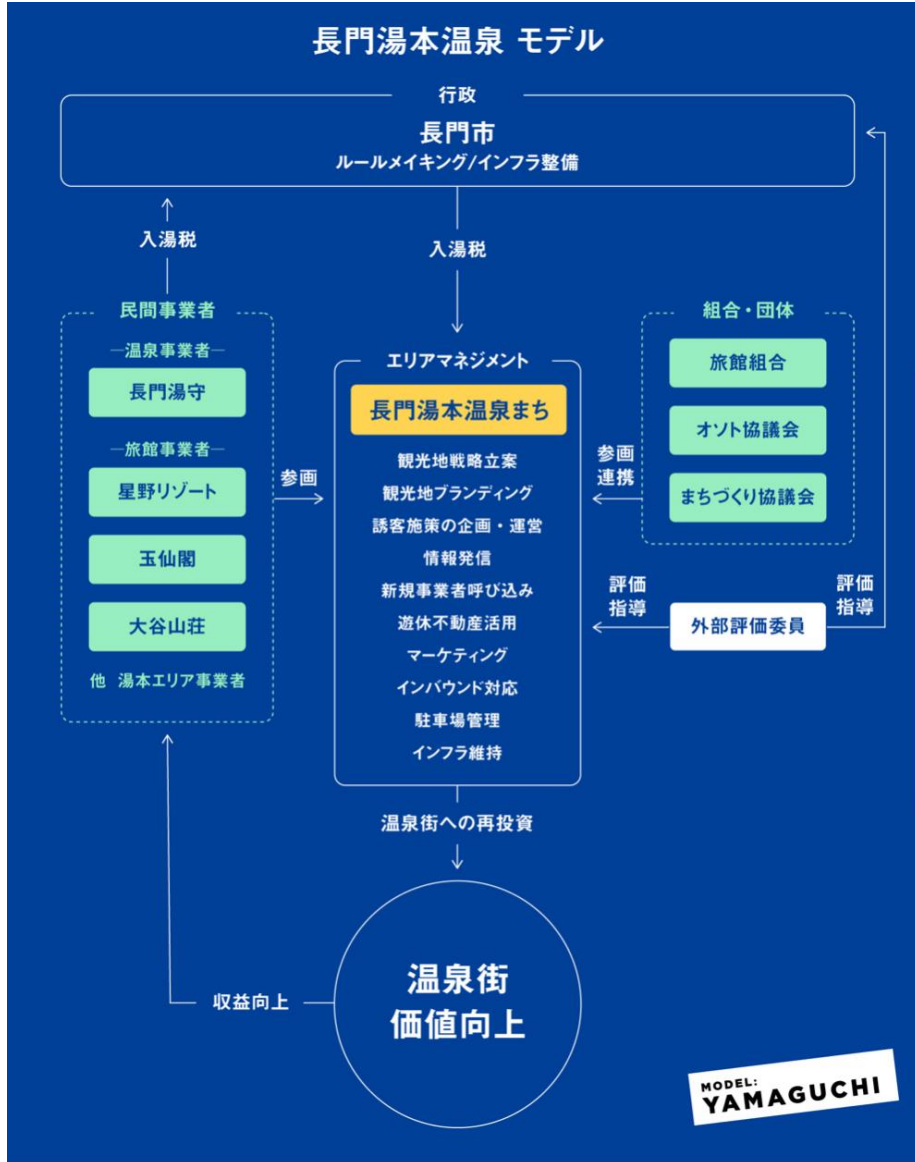 長門湯本温泉 モデル
行政
長門市
ルールメイキング/インフラ整備
入湯税
入湯税
民間事業者
―温泉事業者―
長門湯守
―旅館事業者―
星野リゾート
玉仙閣
大谷山荘
他 湯本エリア事業者
参画
エリアマネジメント
長門湯本温泉まち
観光地戦略立案
観光地ブランディング
誘客施策の企画・運営
情報発信
新規事業者呼び込み
遊休不動産活用
マーケティング
インバウンド対応
駐車場管理
インフラ維持
組合・団体
旅館組合
オソト協議会
まちづくり協議会
参画
連携
評価
指導
外部評価委員
評価
指導
温泉街への再投資
温泉街
価値向上
収益向上
MODEL:
YAMAGUCHI